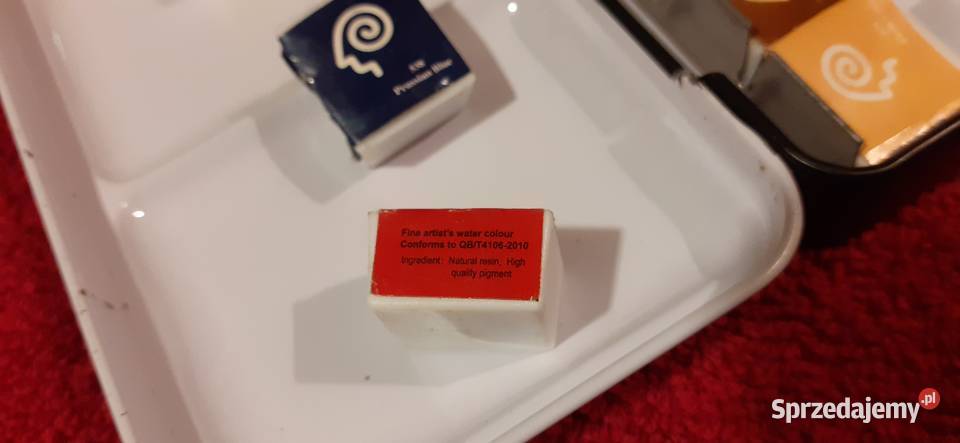 Prussian Blue
Fine artist's water colour
Conforms to QB/T4106-2010
Ingredient: Natural resin, High
quality pigment
Sprzedajemy.pl